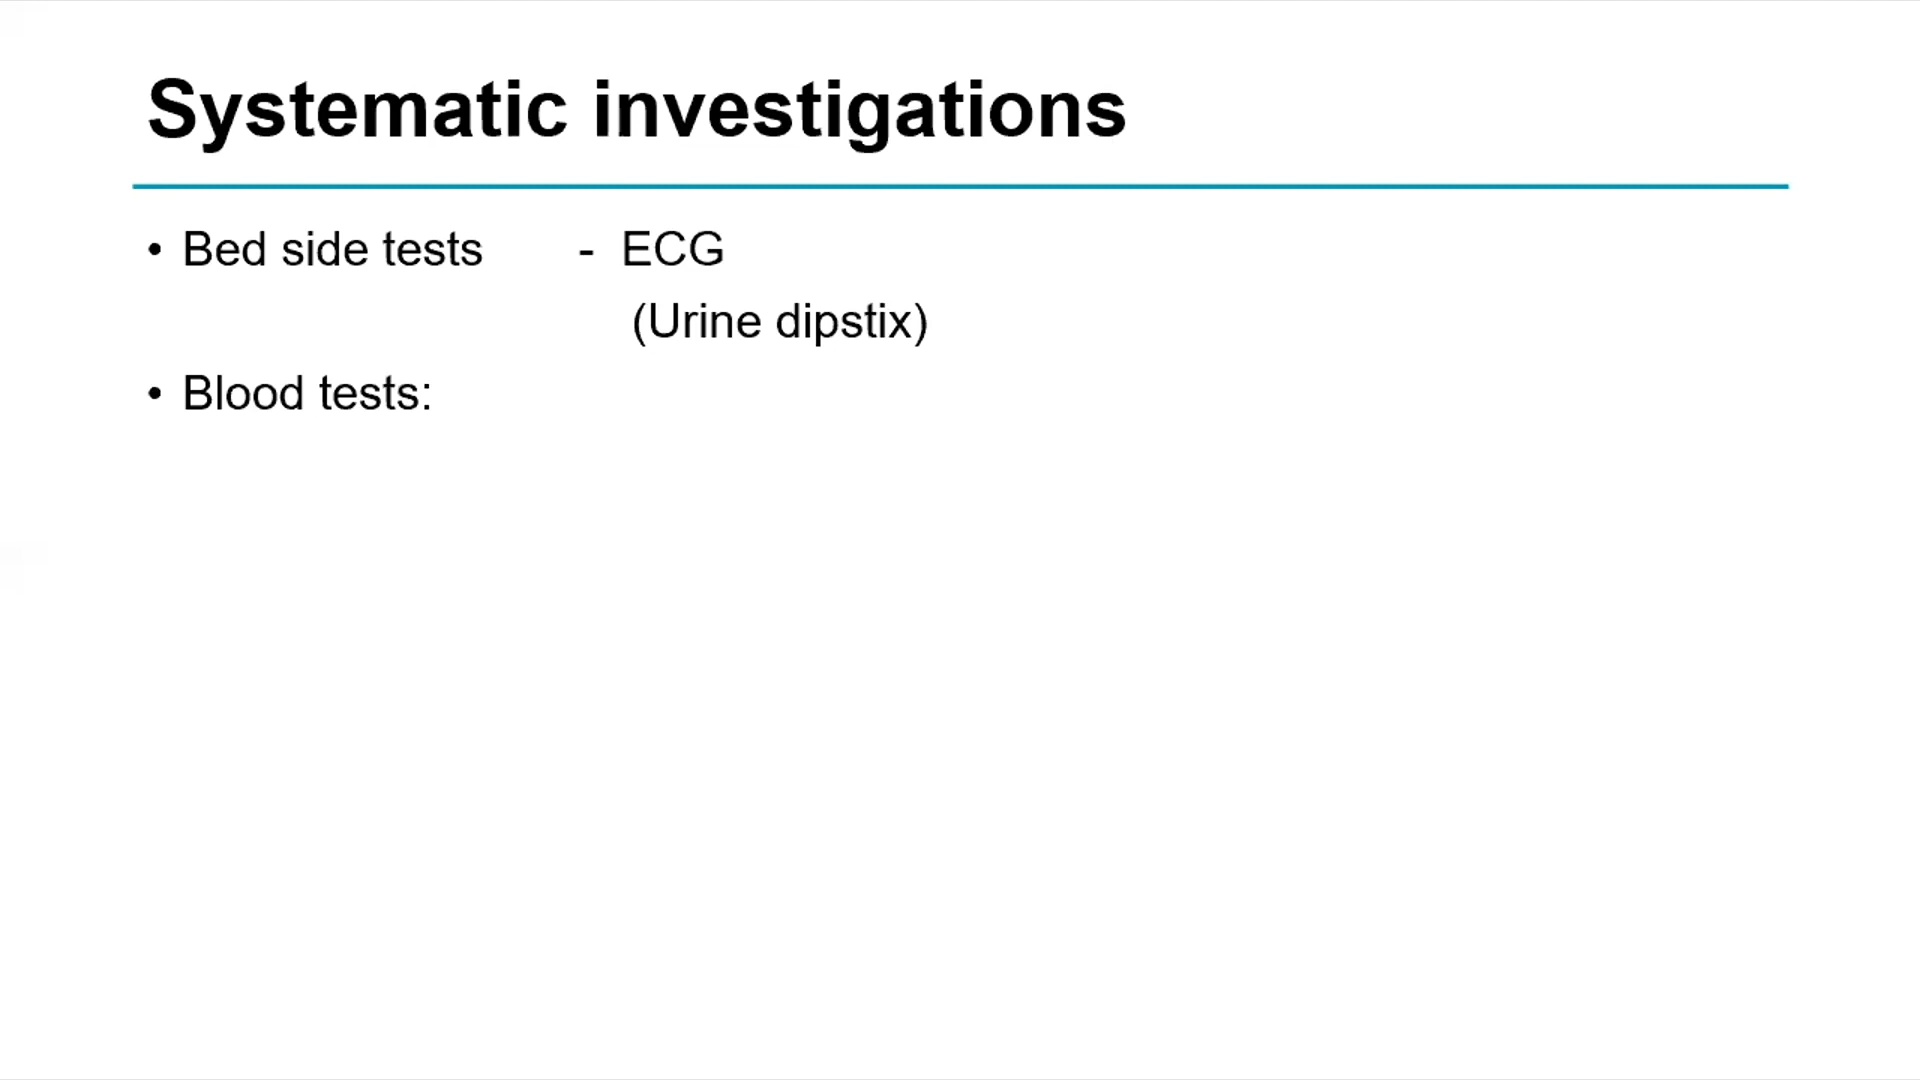 Systematic investigations
• Bed side tests - ECG
(Urine dipstix)
• Blood tests: